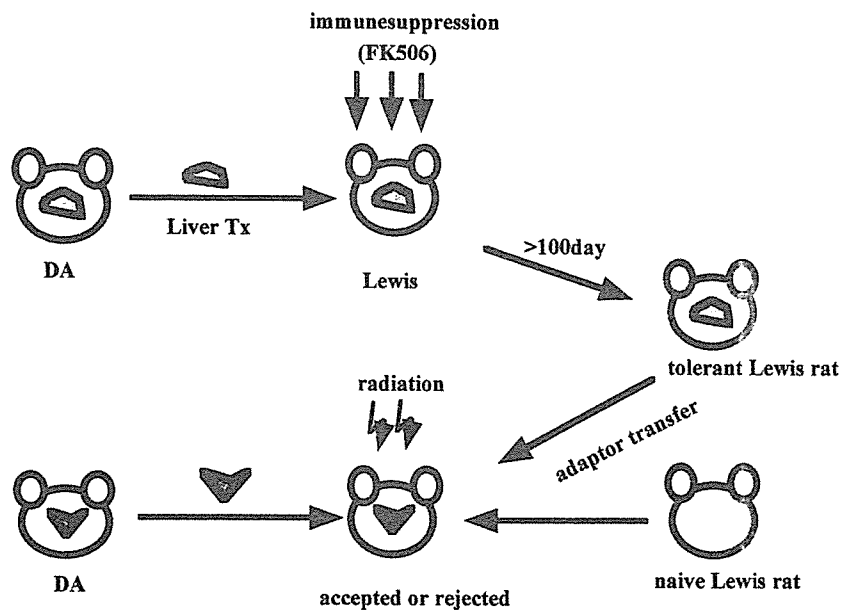 immunesuppression
(FK506)
Liver Tx
DA
Lewis
>100day
tolerant Lewis rat
radiation
adaptor transfer
DA
accepted or rejected
naive Lewis rat